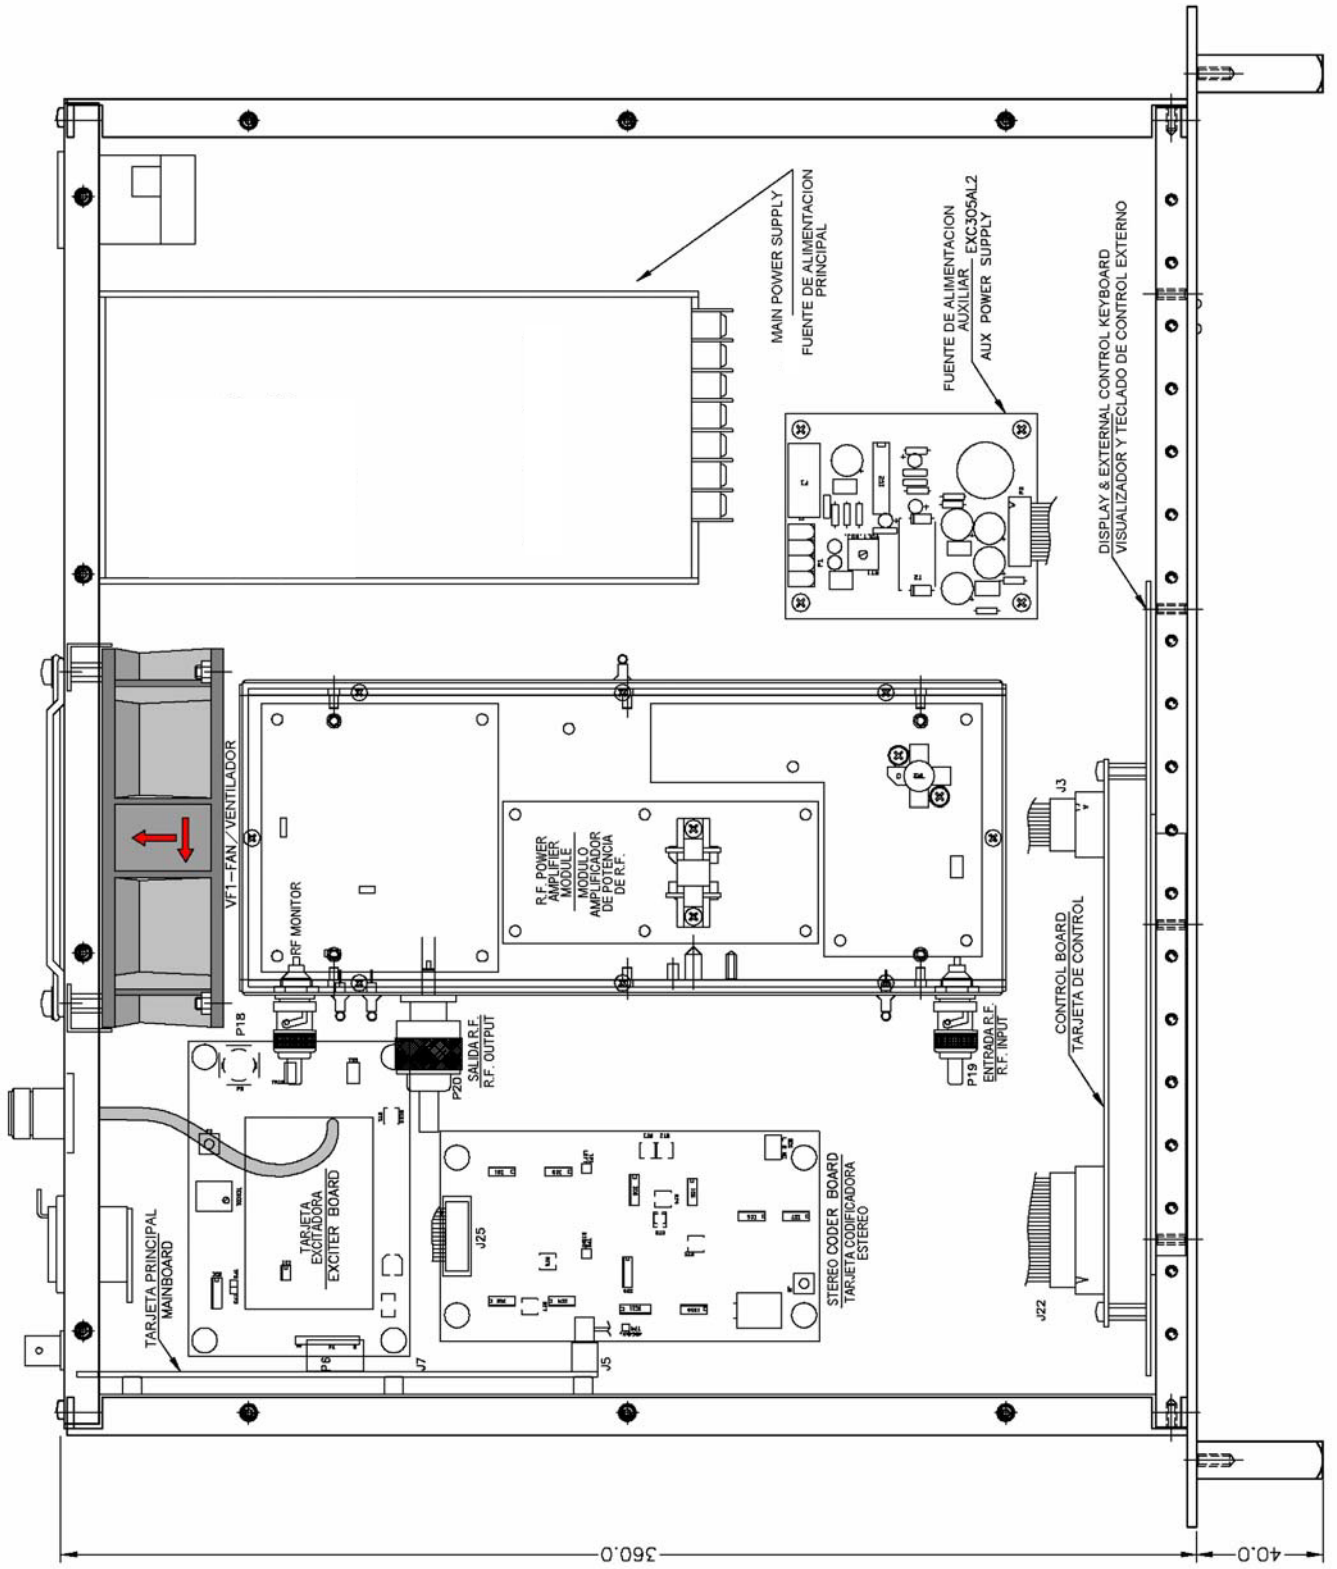 MAIN POWER SUPPLY
FUENTE DE ALIMENTACION
PRINCIPAL
FUENTE DE ALIMENTACION
AUXILIAR EXC305AL2
AUX POWER SUPPLY
DISPLAY & EXTERNAL CONTROL KEYBOARD
VISUALIZADOR Y TECLADO DE CONTROL EXTERNO
VF1-FAN/VENTILADOR
RF MONITOR
R.F. POWER
AMPLIFIER
MODULE
MODULO
AMPLIFICADOR
DE POTENCIA
DE R.F.
J3
CONTROL BOARD
TARJETA DE CONTROL
P18
P20
SALIDA R.F.
R.F. OUTPUT
P19
ENTRADA R.F.
R.F. INPUT
TARJETA PRINCIPAL
MAINBOARD
TARJETA
EXCITADORA
EXCITER BOARD
J25
STEREO CODER BOARD
TARJETA CODIFICADORA
ESTEREO
J22
P6
J7
J5
360.0
40.0